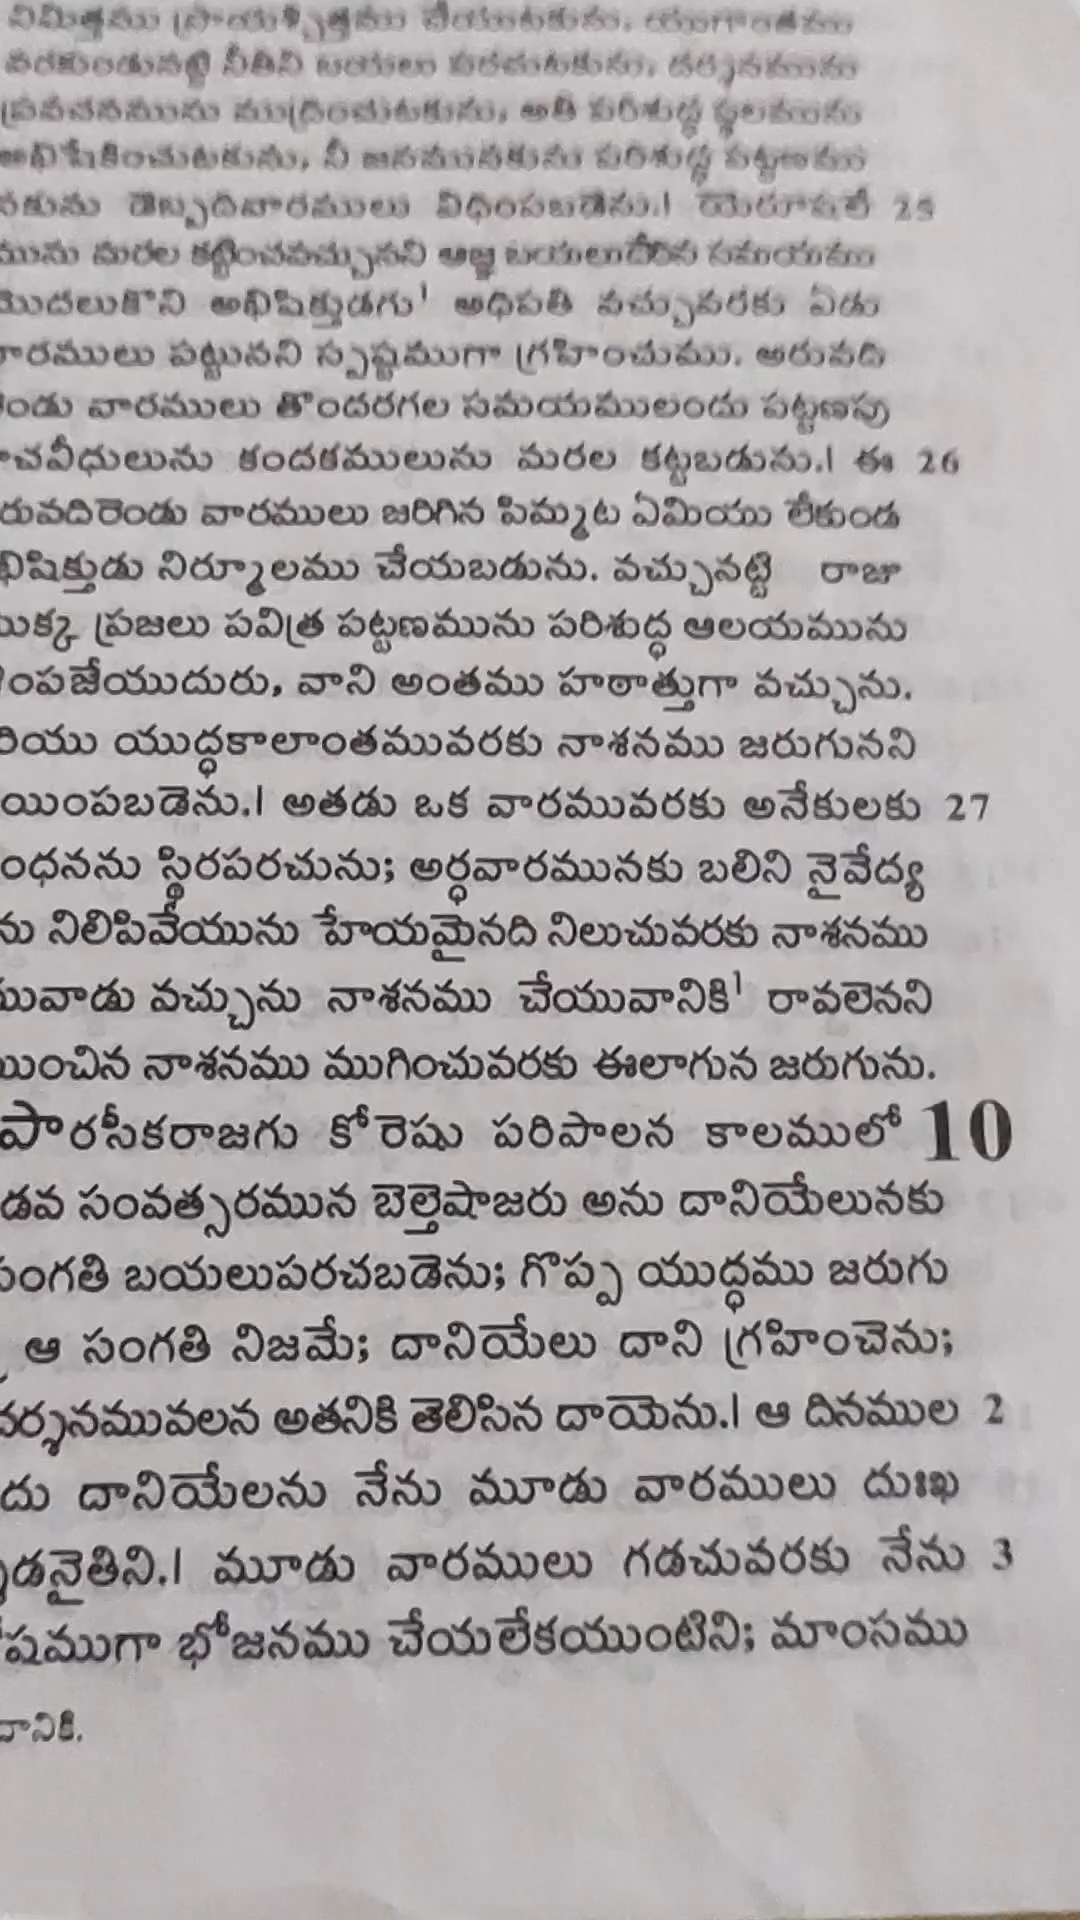 నిమిత్తము ప్రాయశ్చిత్తము చేయుటకును, యుగాంతము
వరకుండునట్టి నీతిని బయలు పరచుటకును, దర్శనమును
ప్రవచనమును ముద్రించుటకును, అతి పరిశుద్ధ స్థలమును
అభిషేకించుటకును, నీ జనమునకును పరిశుద్ధ పట్టణము
నకును డెబ్బదివారములు విధింపబడెను.| యెరూషలే 25
మును మరల కట్టించవచ్చునని ఆజ్ఞ బయలుదేరిన సమయము
మొదలుకొని అభిషిక్తుడగు¹ అధిపతి వచ్చువరకు ఏడు
వారములు పట్టునని స్పష్టముగా గ్రహించుము. అరువది
రెండు వారములు తొందరగల సమయములందు పట్టణపు
చవీధులును కందకములును మరల కట్టబడును.| ఈ 26
రువదిరెండు వారములు జరిగిన పిమ్మట ఏమియు లేకుండ
భిషిక్తుడు నిర్మూలము చేయబడును. వచ్చునట్టి రాజు
యుక్క ప్రజలు పవిత్ర పట్టణమును పరిశుద్ధ ఆలయమును
ంపజేయుదురు, వాని అంతము హఠాత్తుగా వచ్చును.
రియు యుద్ధకాలాంతమువరకు నాశనము జరుగునని
యింపబడెను.| అతడు ఒక వారమువరకు అనేకులకు 27
ంధనను స్థిరపరచును; అర్ధవారమునకు బలిని నైవేద్య
ను నిలిపివేయును హేయమైనది నిలుచువరకు నాశనము
యువాడు వచ్చును నాశనము చేయువానికి¹ రావలెనని
యించిన నాశనము ముగించువరకు ఈలాగున జరుగును.
పారసీకరాజగు కోరెషు పరిపాలన కాలములో 10
డవ సంవత్సరమున బెల్తెషాజరు అను దానియేలునకు
సంగతి బయలుపరచబడెను; గొప్ప యుద్ధము జరుగు
ఆ సంగతి నిజమే; దానియేలు దాని గ్రహించెను;
దర్శనమువలన అతనికి తెలిసిన దాయెను.| ఆ దినముల 2
దు దానియేలను నేను మూడు వారములు దుఃఖ
డనైతిని.| మూడు వారములు గడచువరకు నేను 3
షముగా భోజనము చేయలేకయుంటిని; మాంసము
దానికి.